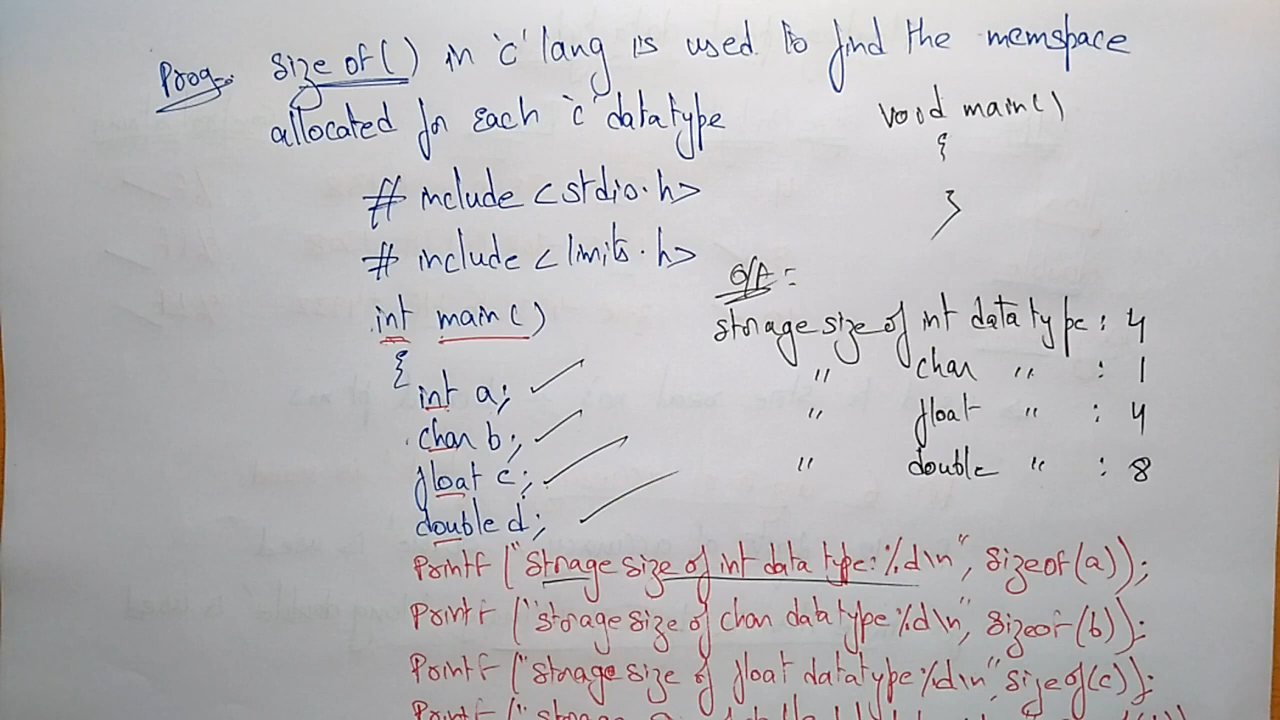 Prog:- size of() in 'c' lang is used to find the memspace
allocated for each 'c' datatype
# include <stdio.h>
# include <limits.h>
int main()
{
int a;
char b;
float c;
double d;
printf ("Storage size of int data type:%d\n", sizeof(a));
printf ("storage size of char datatype %d\n", sizeof(b));
printf ("storage size of float datatype:%d\n", sizeof(c));
printf (" 
void main()
{
}
O/P:
storage size of int data type : 4
" char " : 1
" float " : 4
" double " : 8